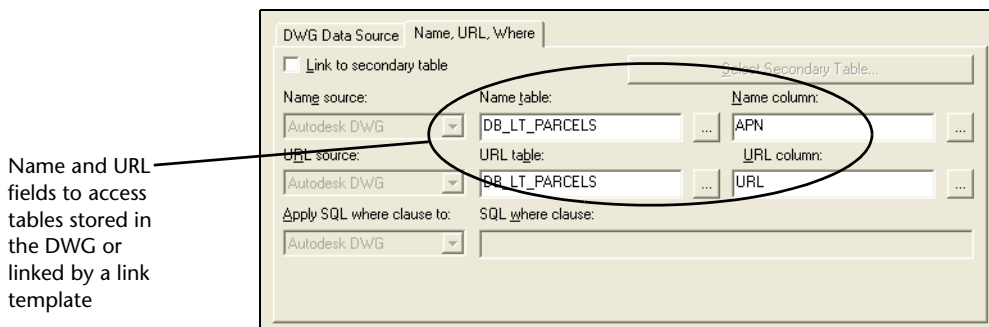 DWG Data Source Name, URL, Where
Link to secondary table Select Secondary Table...
Name source: Name table: Name column:
Autodesk DWG DB_LT_PARCELS ... APN ...
URL source: URL table: URL column:
Autodesk DWG DB_LT_PARCELS ... URL ...
Apply SQL where clause to: SQL where clause:
Autodesk DWG
Name and URL
fields to access
tables stored in
the DWG or
linked by a link
template